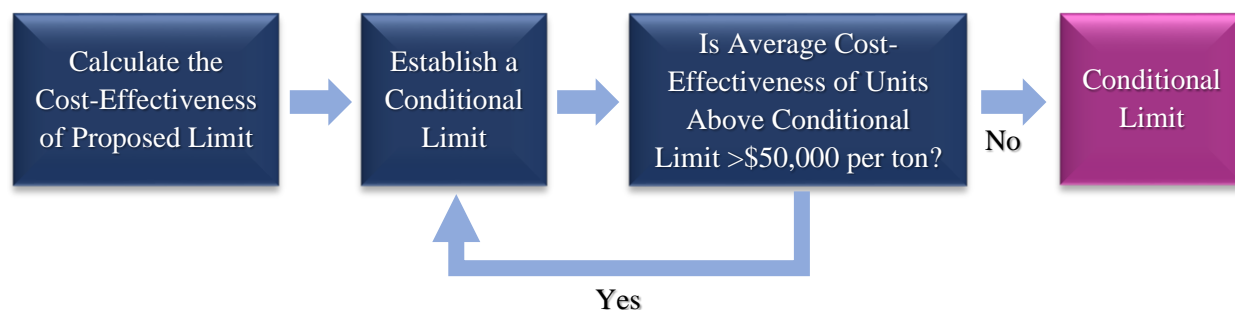 Calculate the
Cost-Effectiveness
of Proposed Limit
Establish a
Conditional
Limit
Is Average Cost-
Effectiveness of Units
Above Conditional
Limit >$50,000 per ton?
No
Conditional
Limit
Yes